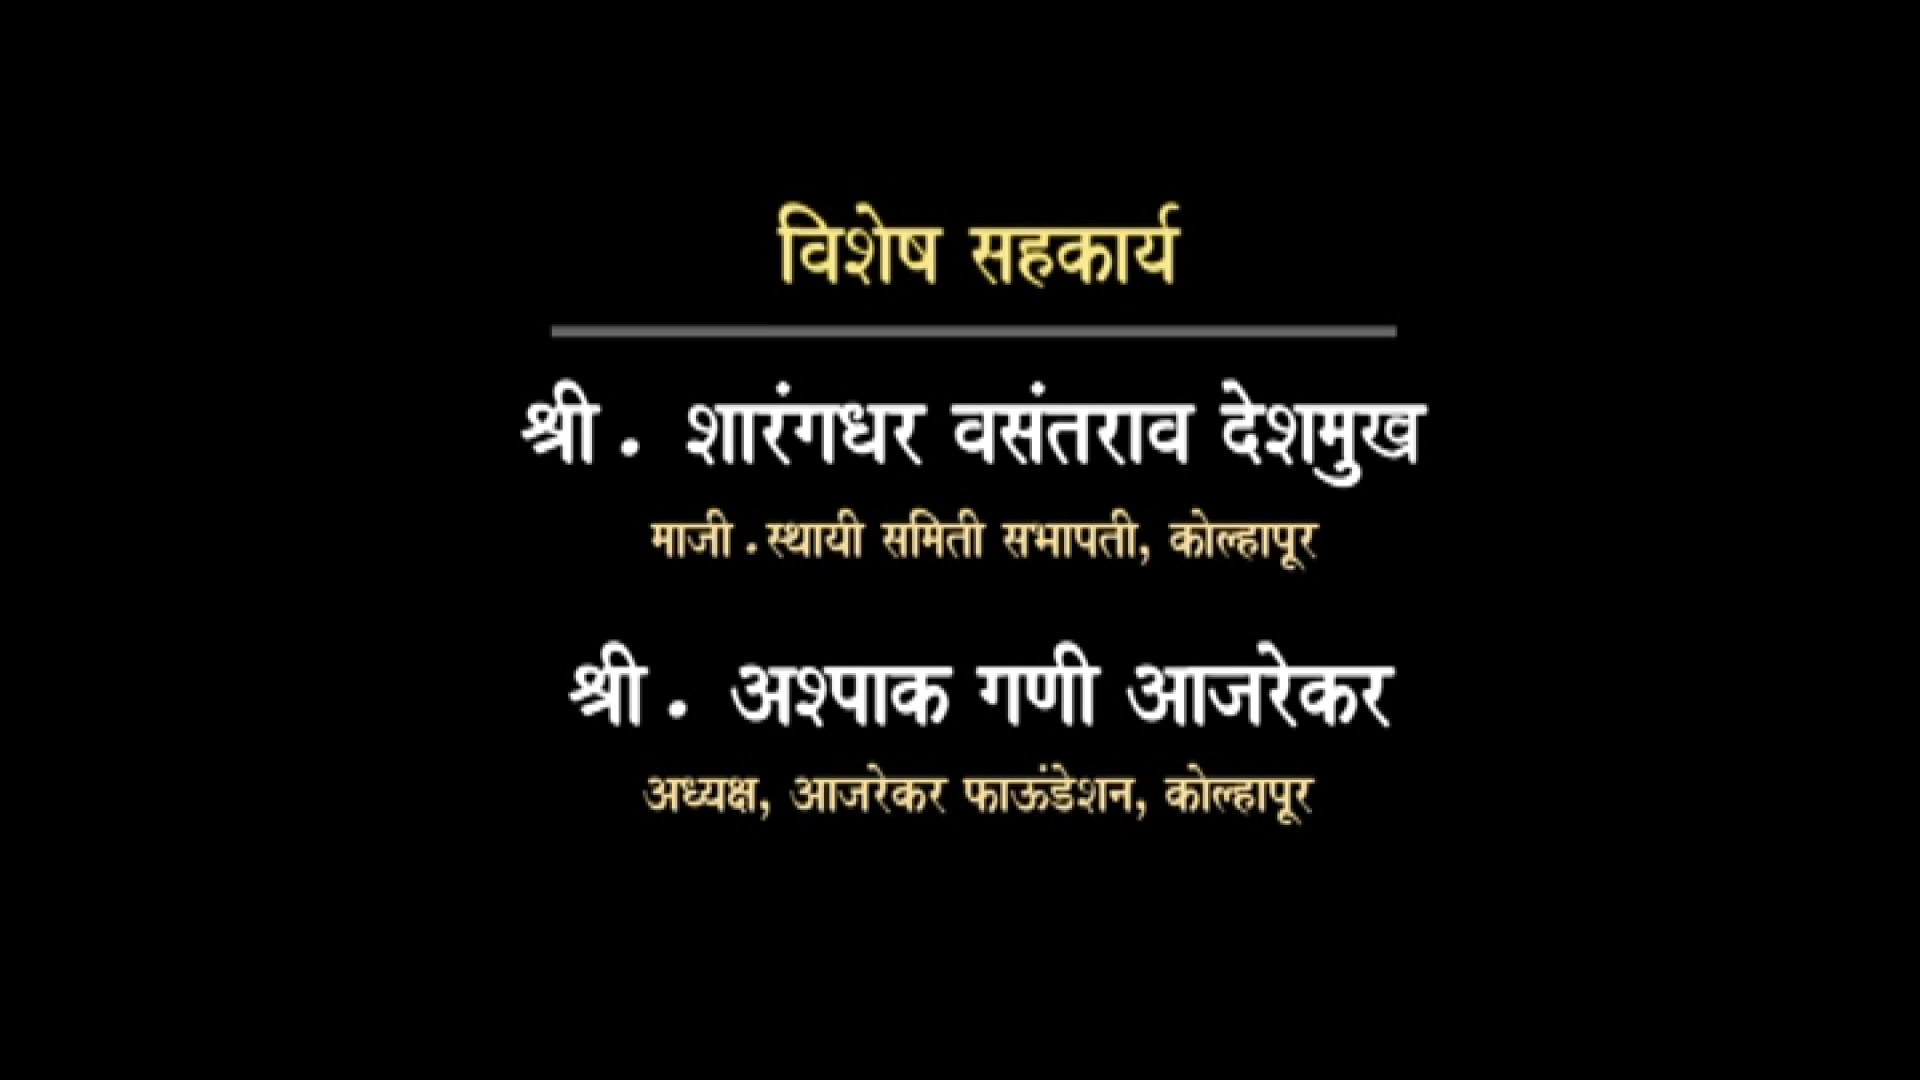 विशेष सहकार्य
श्री. शारंगधर वसंतराव देशमुख
माजी.स्थायी समिती सभापती, कोल्हापूर
श्री. अश्पाक गणी आजरेकर
अध्यक्ष, आजरेकर फाऊंडेशन, कोल्हापूर